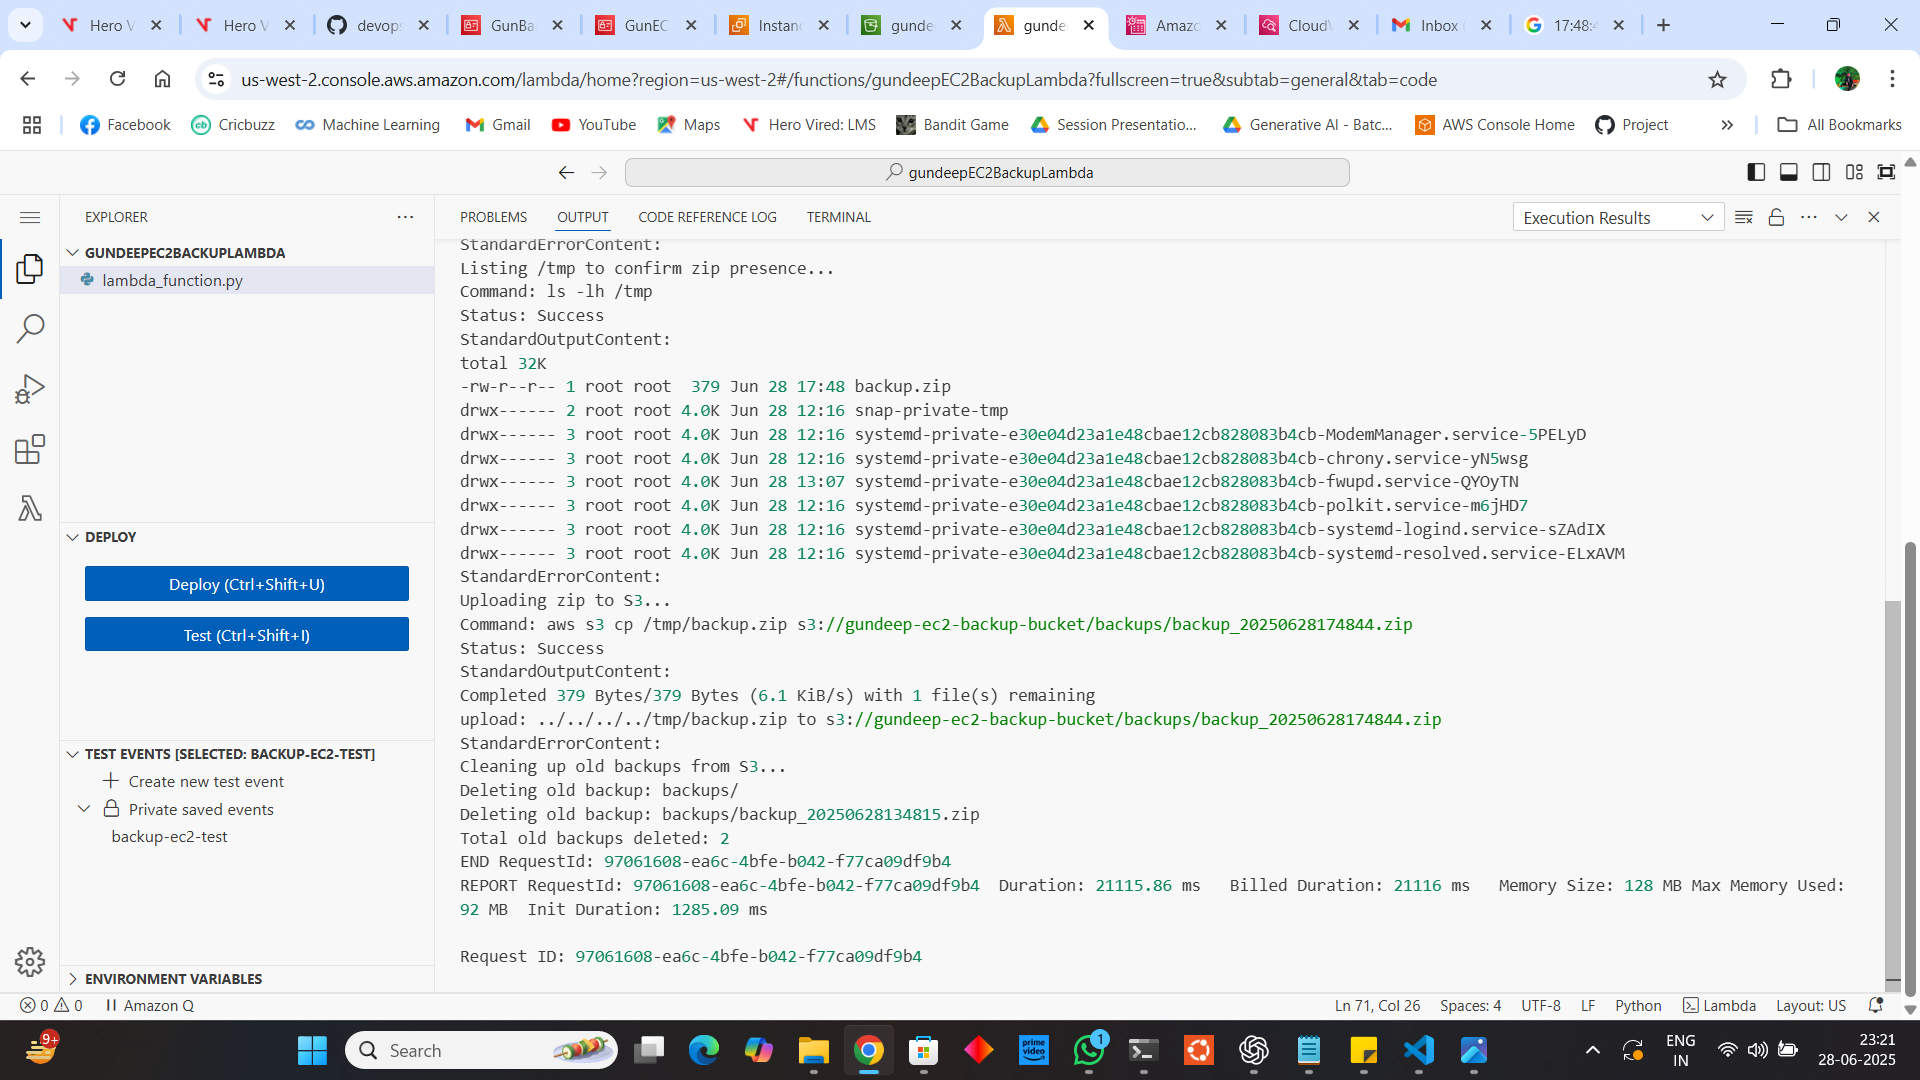 Hero V
Hero V
devops
GunBa
GunEC
Instanc
gunde
gunde
Amazo
CloudW
Inbox (
17:48:4
us-west-2.console.aws.amazon.com/lambda/home?region=us-west-2#/functions/gundeepEC2BackupLambda?fullscreen=true&subtab=general&tab=code
Facebook
Cricbuzz
Machine Learning
Gmail
YouTube
Maps
Hero Vired: LMS
Bandit Game
Session Presentatio...
Generative AI - Batc...
AWS Console Home
Project
All Bookmarks
gundeepEC2BackupLambda
EXPLORER
GUNDEEPEC2BACKUPLAMBDA
lambda_function.py
DEPLOY
Deploy (Ctrl+Shift+U)
Test (Ctrl+Shift+I)
TEST EVENTS [SELECTED: BACKUP-EC2-TEST]
Create new test event
Private saved events
backup-ec2-test
ENVIRONMENT VARIABLES
PROBLEMS OUTPUT CODE REFERENCE LOG TERMINAL
Execution Results
StandardErrorContent:
Listing /tmp to confirm zip presence...
Command: ls -lh /tmp
Status: Success
StandardOutputContent:
total 32K
-rw-r--r-- 1 root root  379 Jun 28 17:48 backup.zip
drwx------ 2 root root 4.0K Jun 28 12:16 snap-private-tmp
drwx------ 3 root root 4.0K Jun 28 12:16 systemd-private-e30e04d23a1e48cbae12cb828083b4cb-ModemManager.service-5PELyD
drwx------ 3 root root 4.0K Jun 28 12:16 systemd-private-e30e04d23a1e48cbae12cb828083b4cb-chrony.service-yN5wsg
drwx------ 3 root root 4.0K Jun 28 13:07 systemd-private-e30e04d23a1e48cbae12cb828083b4cb-fwupd.service-QYOyTN
drwx------ 3 root root 4.0K Jun 28 12:16 systemd-private-e30e04d23a1e48cbae12cb828083b4cb-polkit.service-m6jHD7
drwx------ 3 root root 4.0K Jun 28 12:16 systemd-private-e30e04d23a1e48cbae12cb828083b4cb-systemd-logind.service-sZAdIX
drwx------ 3 root root 4.0K Jun 28 12:16 systemd-private-e30e04d23a1e48cbae12cb828083b4cb-systemd-resolved.service-ELxAVM
StandardErrorContent:
Uploading zip to S3...
Command: aws s3 cp /tmp/backup.zip s3://gundeep-ec2-backup-bucket/backups/backup_20250628174844.zip
Status: Success
StandardOutputContent:
Completed 379 Bytes/379 Bytes (6.1 KiB/s) with 1 file(s) remaining
upload: ../../../../tmp/backup.zip to s3://gundeep-ec2-backup-bucket/backups/backup_20250628174844.zip
StandardErrorContent:
Cleaning up old backups from S3...
Deleting old backup: backups/
Deleting old backup: backups/backup_20250628134815.zip
Total old backups deleted: 2
END RequestId: 97061608-ea6c-4bfe-b042-f77ca09df9b4
REPORT RequestId: 97061608-ea6c-4bfe-b042-f77ca09df9b4  Duration: 21115.86 ms   Billed Duration: 21116 ms   Memory Size: 128 MB Max Memory Used:
92 MB  Init Duration: 1285.09 ms
Request ID: 97061608-ea6c-4bfe-b042-f77ca09df9b4
0 0 Amazon Q
Ln 71, Col 26 Spaces: 4 UTF-8 LF Python Lambda Layout: US
9+
Search
prime video
1
ENG
IN
23:21
28-06-2025